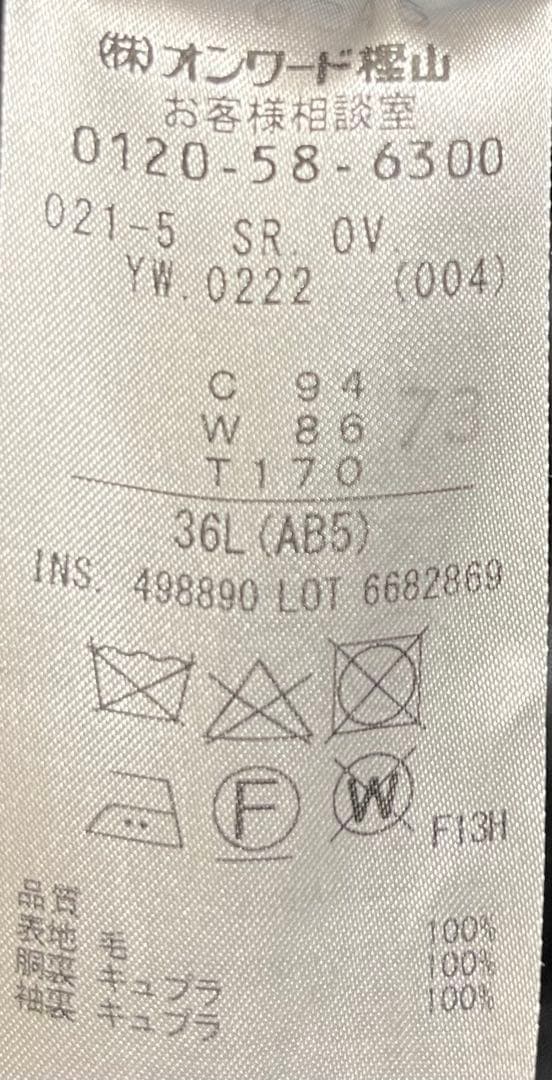 (株)オンワード樫山
お客様相談室
0120-58-6300
021-5 SR. OV.
YW.0222 (004)
C 94
W 86
T170
73
36L(AB5)
INS. 498890 LOT 6682869
F W F13H
品質
表地 毛 100%
胴裏 キュプラ 100%
袖裏 キュプラ 100%